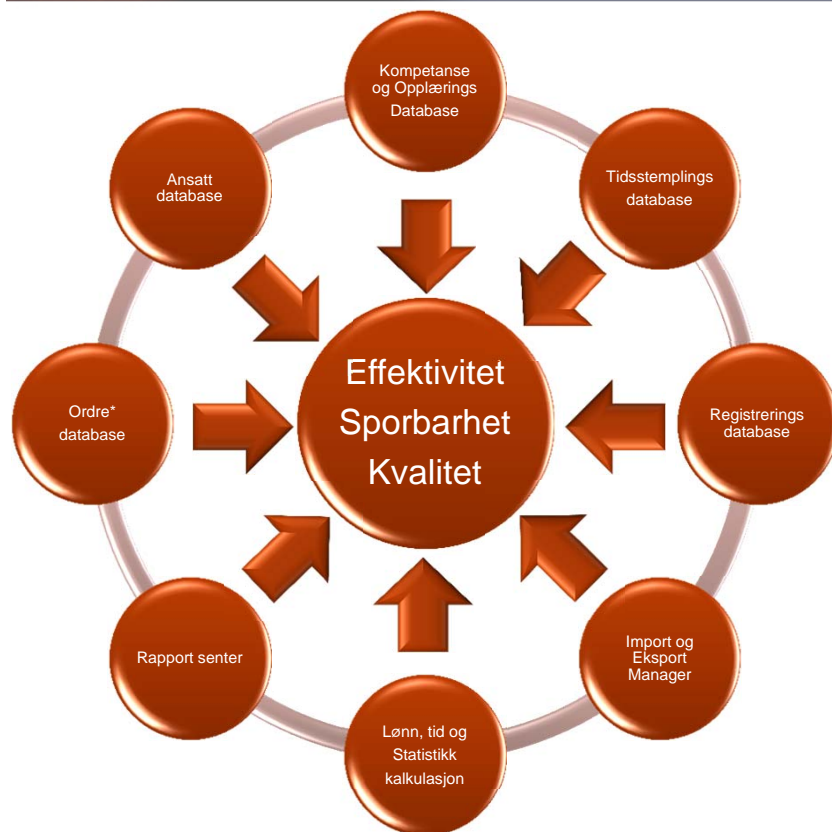 Kompetanse
og Opplærings
Database
Tidsstemplings
database
Registrerings
database
Import og
Eksport
Manager
Lønn, tid og
Statistikk
kalkulasjon
Rapport senter
Ordre*
database
Ansatt
database
Effektivitet
Sporbarhet
Kvalitet